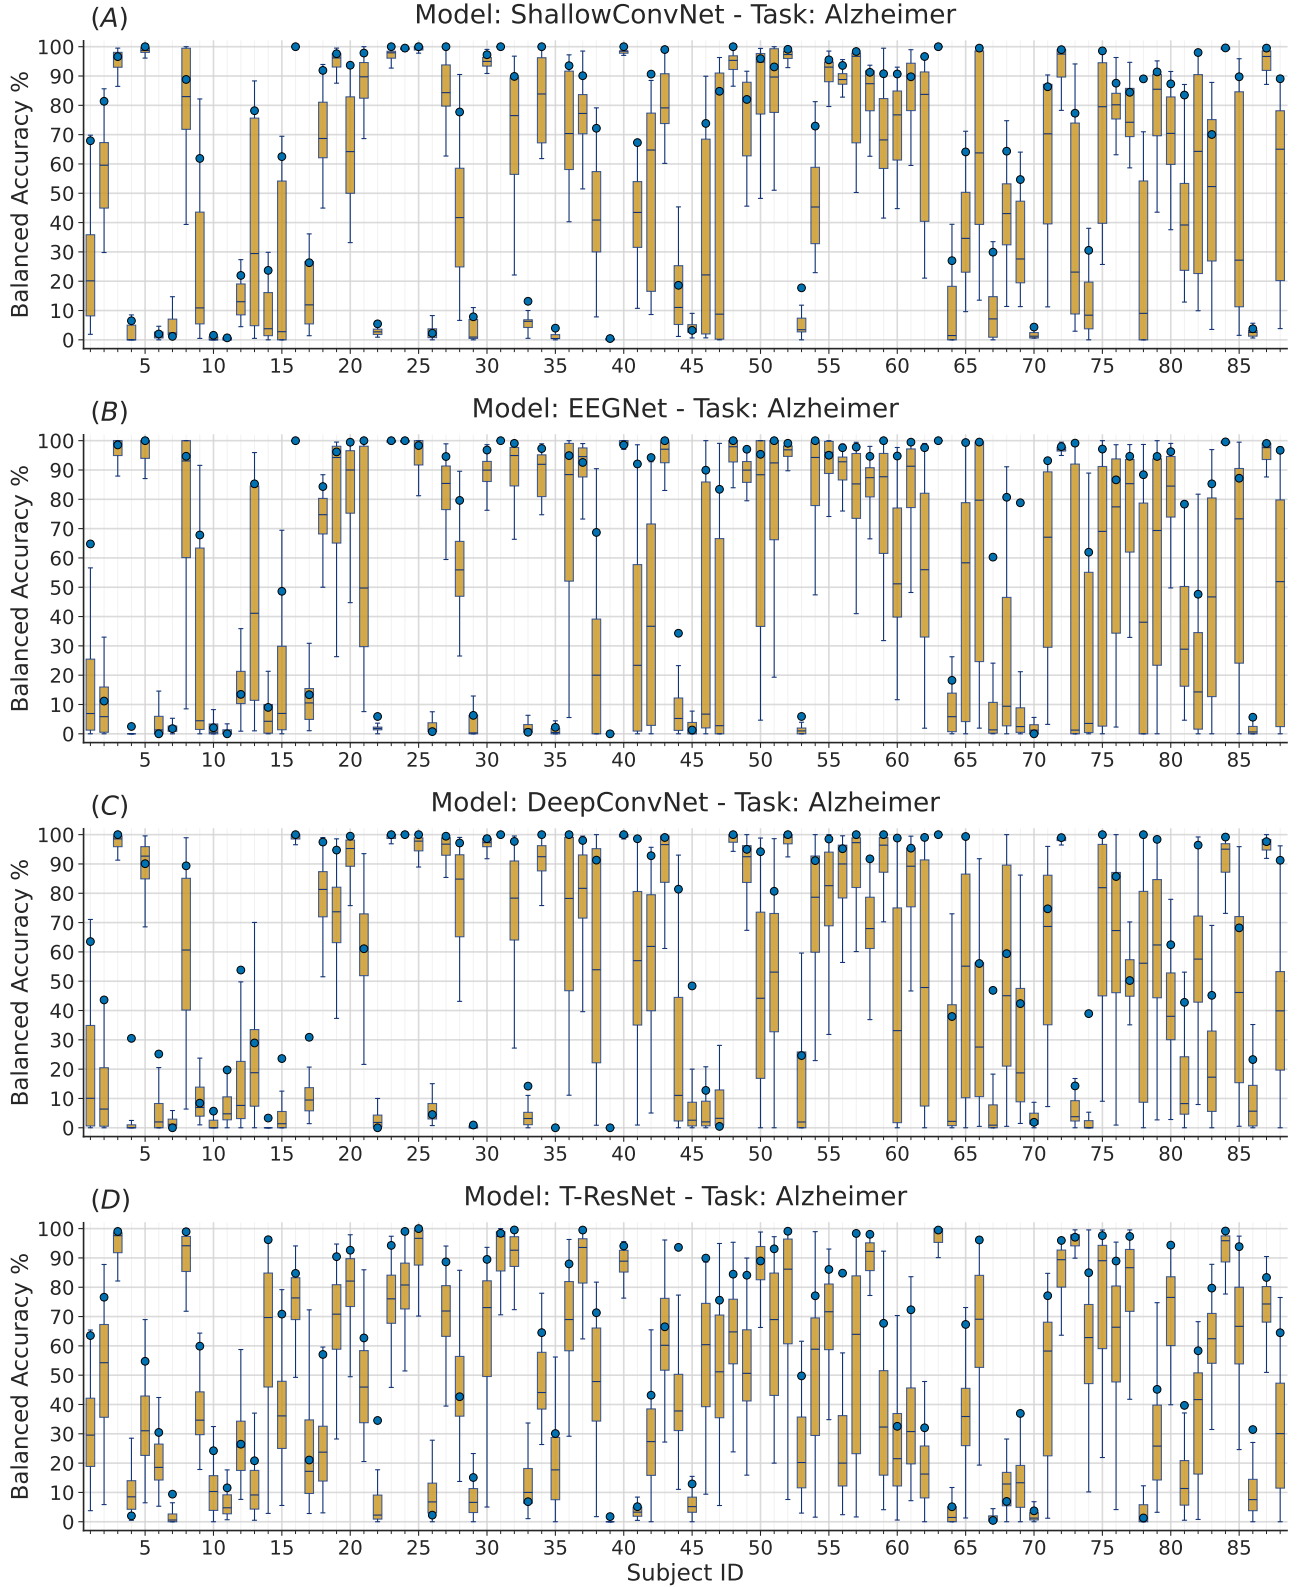 (A)
Model: ShallowConvNet - Task: Alzheimer
Balanced Accuracy %
100
90
80
70
60
50
40
30
20
10
0
5 10 15 20 25 30 35 40 45 50 55 60 65 70 75 80 85
(B)
Model: EEGNet - Task: Alzheimer
Balanced Accuracy %
100
90
80
70
60
50
40
30
20
10
0
5 10 15 20 25 30 35 40 45 50 55 60 65 70 75 80 85
(C)
Model: DeepConvNet - Task: Alzheimer
Balanced Accuracy %
100
90
80
70
60
50
40
30
20
10
0
5 10 15 20 25 30 35 40 45 50 55 60 65 70 75 80 85
(D)
Model: T-ResNet - Task: Alzheimer
Balanced Accuracy %
100
90
80
70
60
50
40
30
20
10
0
5 10 15 20 25 30 35 40 45 50 55 60 65 70 75 80 85
Subject ID